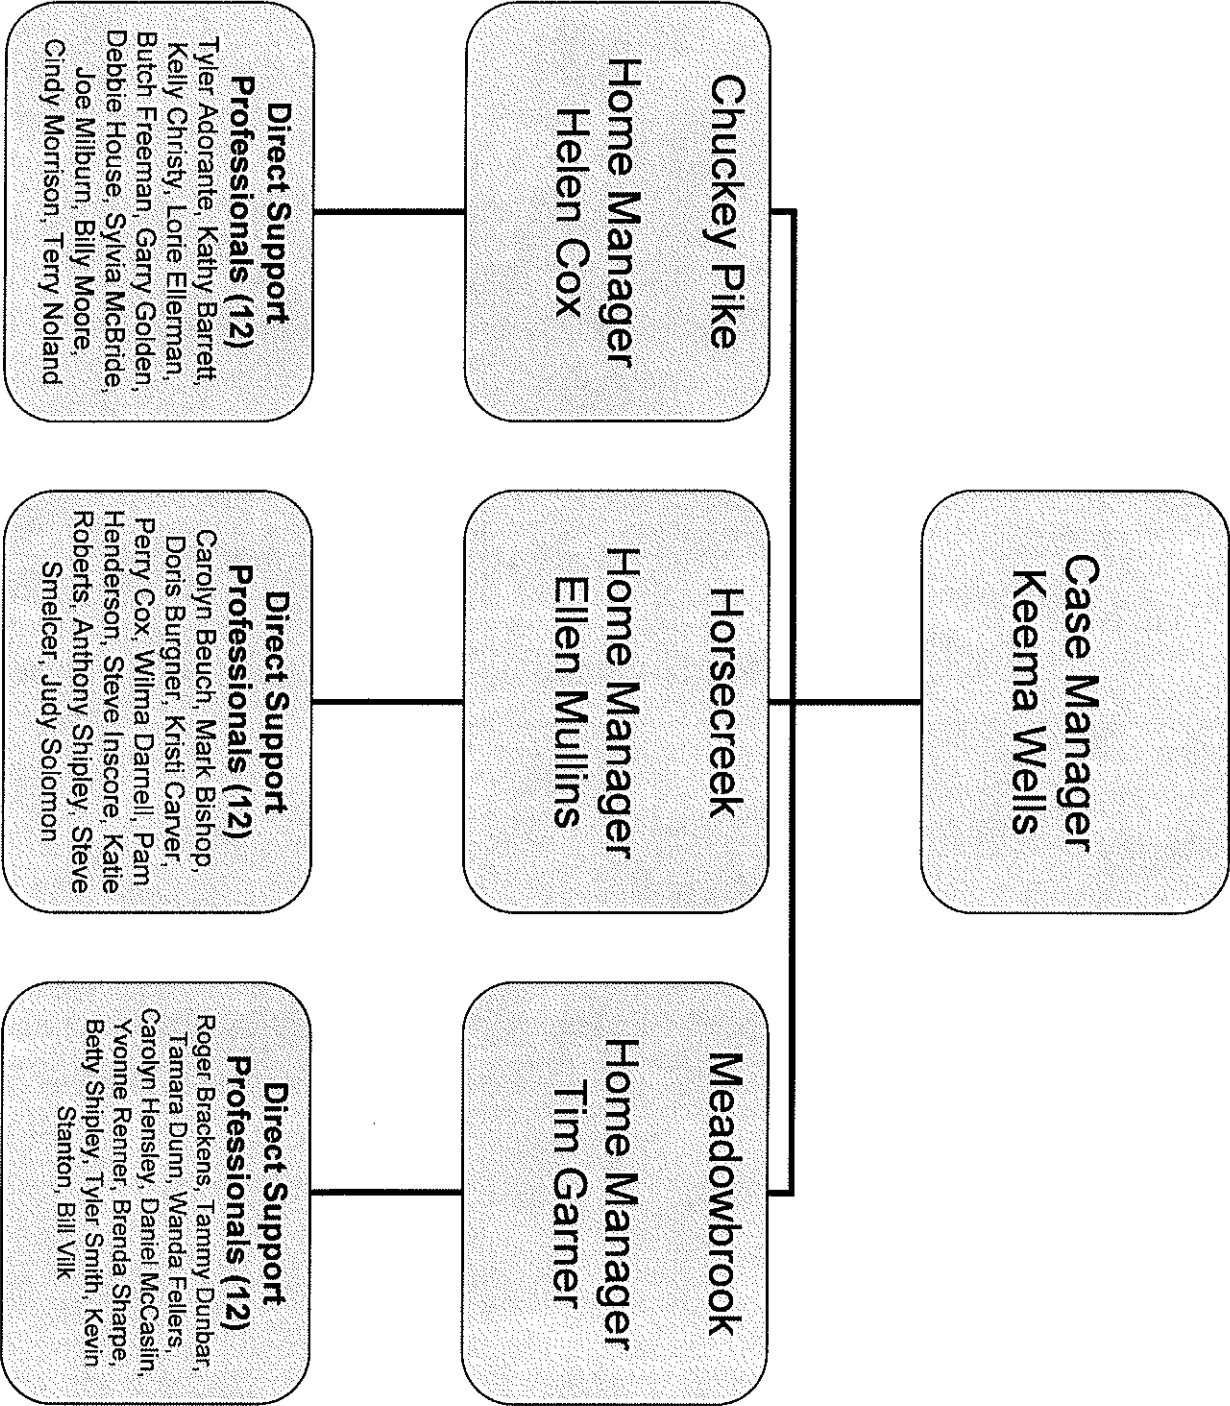 Case Manager
Keema Wells
Chuckey Pike
Home Manager
Helen Cox
Horsecreek
Home Manager
Ellen Mullins
Meadowbrook
Home Manager
Tim Garner
Direct Support
Professionals (12)
Tyler Adorante, Kathy Barrett,
Kelly Christy, Lorie Ellerman,
Butch Freeman, Garry Golden,
Debbie House, Sylvia McBride,
Joe Milburn, Billy Moore,
Cindy Morrison, Terry Noland
Direct Support
Professionals (12)
Carolyn Beuch, Mark Bishop,
Doris Burgner, Kristi Carver,
Perry Cox, Wilma Darnell, Pam
Henderson, Steve Inscore, Katie
Roberts, Anthony Shipley, Steve
Smelcer, Judy Solomon
Direct Support
Professionals (12)
Roger Brackens, Tammy Dunbar,
Tamara Dunn, Wanda Fellers,
Carolyn Hensley, Daniel McCaslin,
Yvonne Renner, Brenda Sharpe,
Betty Shipley, Tyler Smith, Kevin
Stanton, Bill Vilk